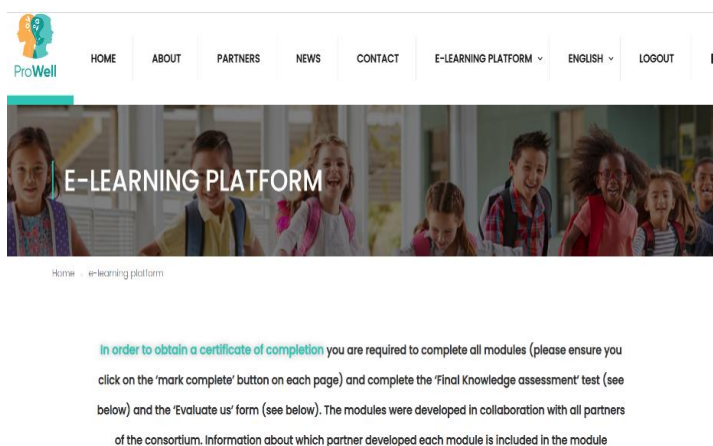 ProWell
HOME ABOUT PARTNERS NEWS CONTACT E-LEARNING PLATFORM ENGLISH LOGOUT
E-LEARNING PLATFORM
Home e-learning platform
In order to obtain a certificate of completion you are required to complete all modules (please ensure you
click on the 'mark complete' button on each page) and complete the 'Final Knowledge assessment' test (see
below) and the 'Evaluate us' form (see below). The modules were developed in collaboration with all partners
of the consortium. Information about which partner developed each module is included in the module